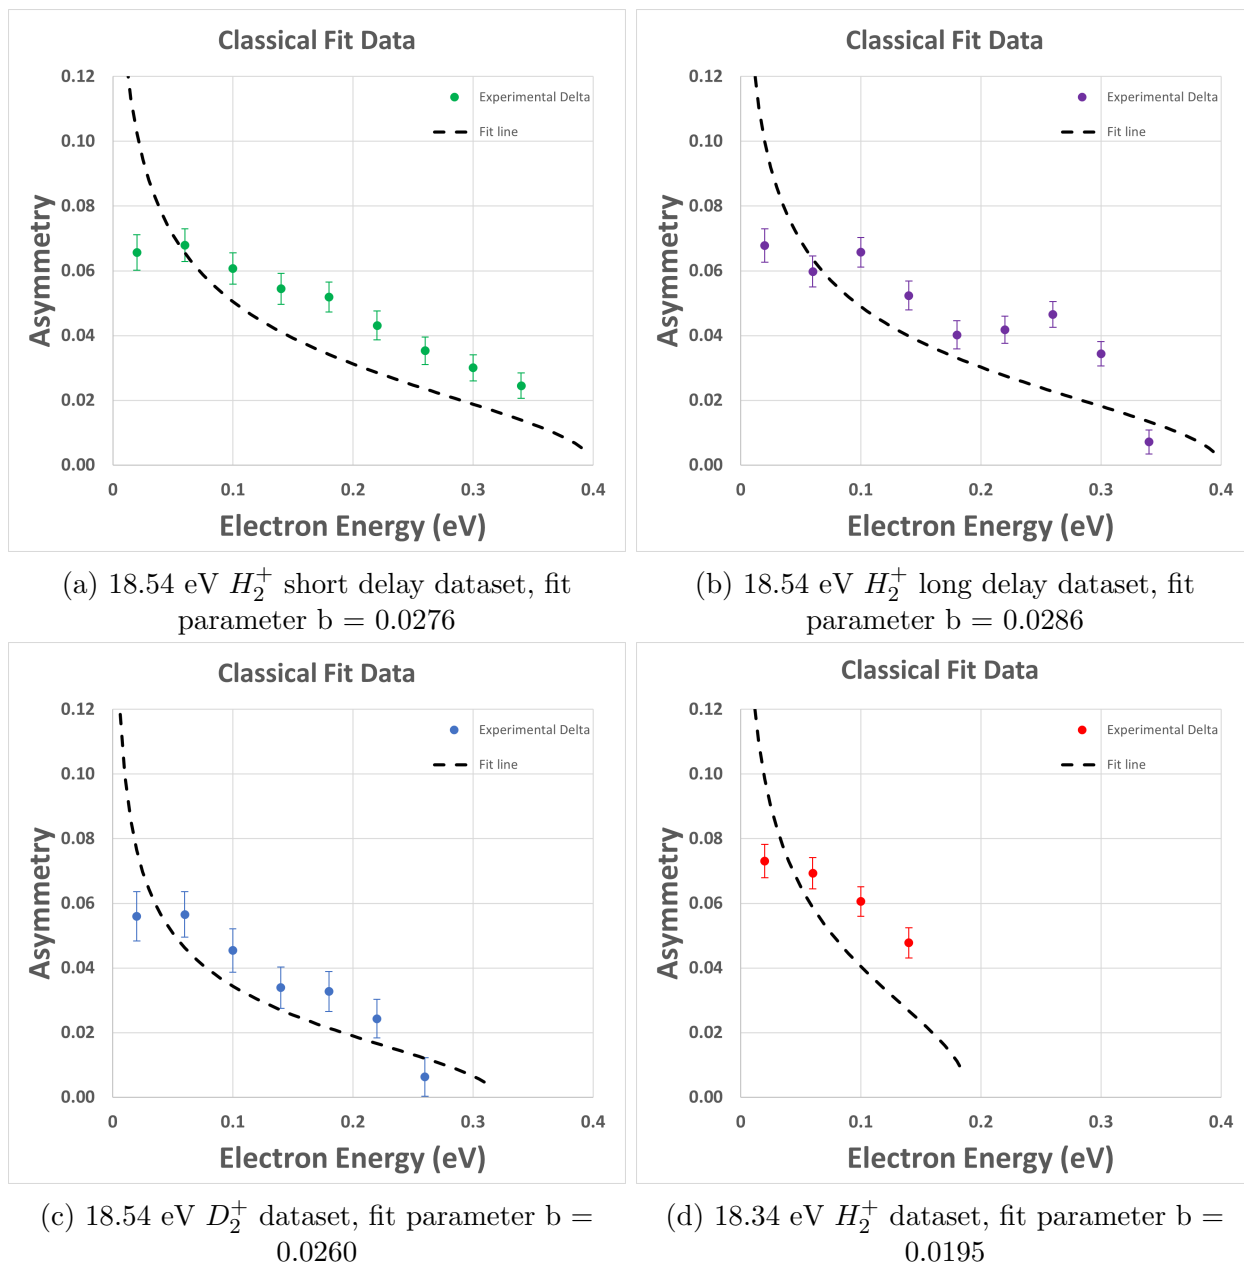 Classical Fit Data
0.12
0.10
0.08
0.06
0.04
0.02
0.00
Asymmetry
Experimental Delta
Fit line
0
0.1
0.2
0.3
0.4
Electron Energy (eV)
(a) 18.54 eV H₂⁺ short delay dataset, fit
parameter b = 0.0276
Classical Fit Data
0.12
0.10
0.08
0.06
0.04
0.02
0.00
Asymmetry
Experimental Delta
Fit line
0
0.1
0.2
0.3
0.4
Electron Energy (eV)
(b) 18.54 eV H₂⁺ long delay dataset, fit
parameter b = 0.0286
Classical Fit Data
0.12
0.10
0.08
0.06
0.04
0.02
0.00
Asymmetry
Experimental Delta
Fit line
0
0.1
0.2
0.3
0.4
Electron Energy (eV)
(c) 18.54 eV D₂⁺ dataset, fit parameter b =
0.0260
Classical Fit Data
0.12
0.10
0.08
0.06
0.04
0.02
0.00
Asymmetry
Experimental Delta
Fit line
0
0.1
0.2
0.3
0.4
Electron Energy (eV)
(d) 18.34 eV H₂⁺ dataset, fit parameter b =
0.0195